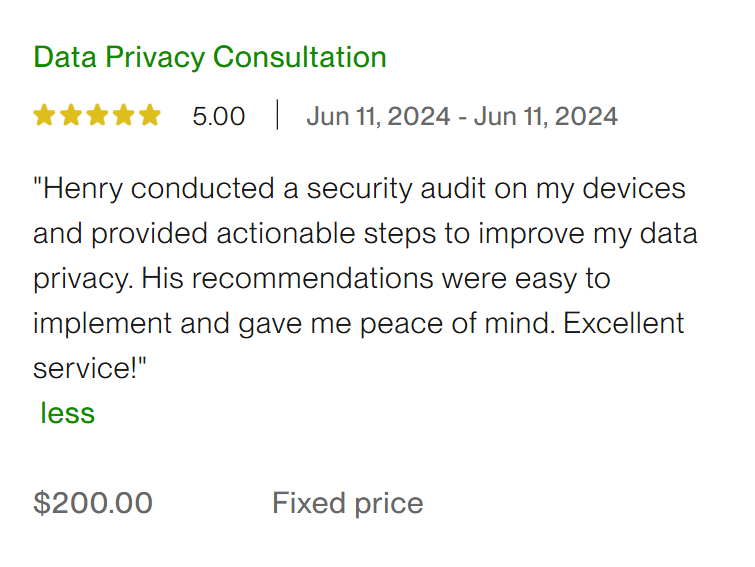 Data Privacy Consultation
5.00 | Jun 11, 2024 - Jun 11, 2024
"Henry conducted a security audit on my devices
and provided actionable steps to improve my data
privacy. His recommendations were easy to
implement and gave me peace of mind. Excellent
service!"
less
$200.00 Fixed price